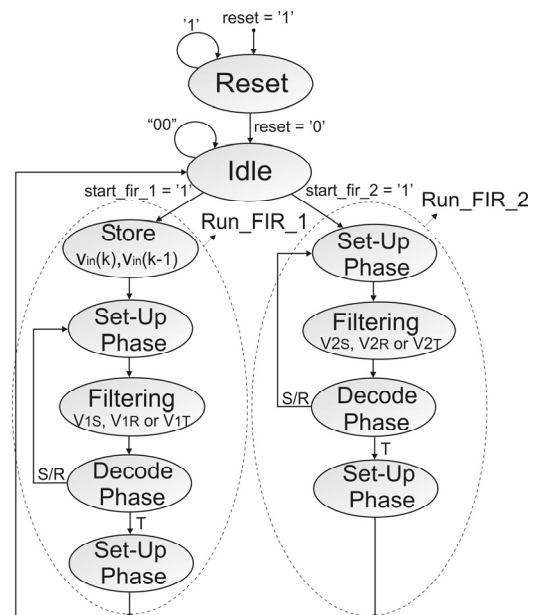 reset = '1'
'1'
Reset
reset = '0'
"00"
Idle
start_fir_1 = '1'
start_fir_2 = '1'
Run_FIR_1
Store
vin(k),vin(k-1)
Set-Up
Phase
Filtering
V1S, V1R or V1T
S/R
Decode
Phase
T
Set-Up
Phase
Run_FIR_2
Set-Up
Phase
Filtering
V2S, V2R or V2T
S/R
Decode
Phase
T
Set-Up
Phase